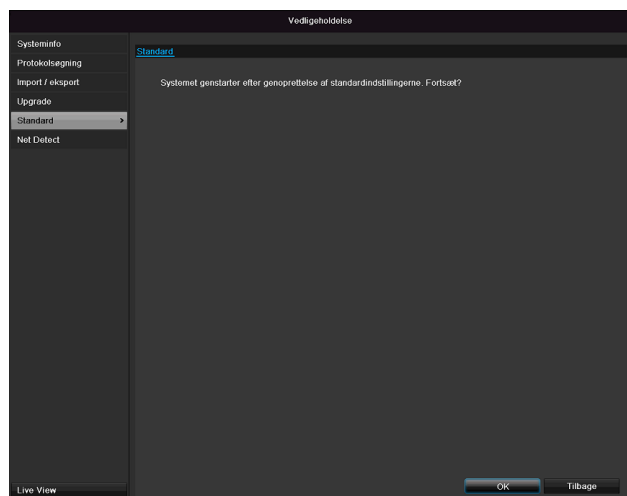 Vedligeholdelse
Systeminfo
Protokolsøgning
Import / eksport
Upgrade
Standard
Net Detect
Live View
Standard
Systemet genstarter efter genoprettelse af standardindstillingerne. Fortsæt?
OK
Tilbage